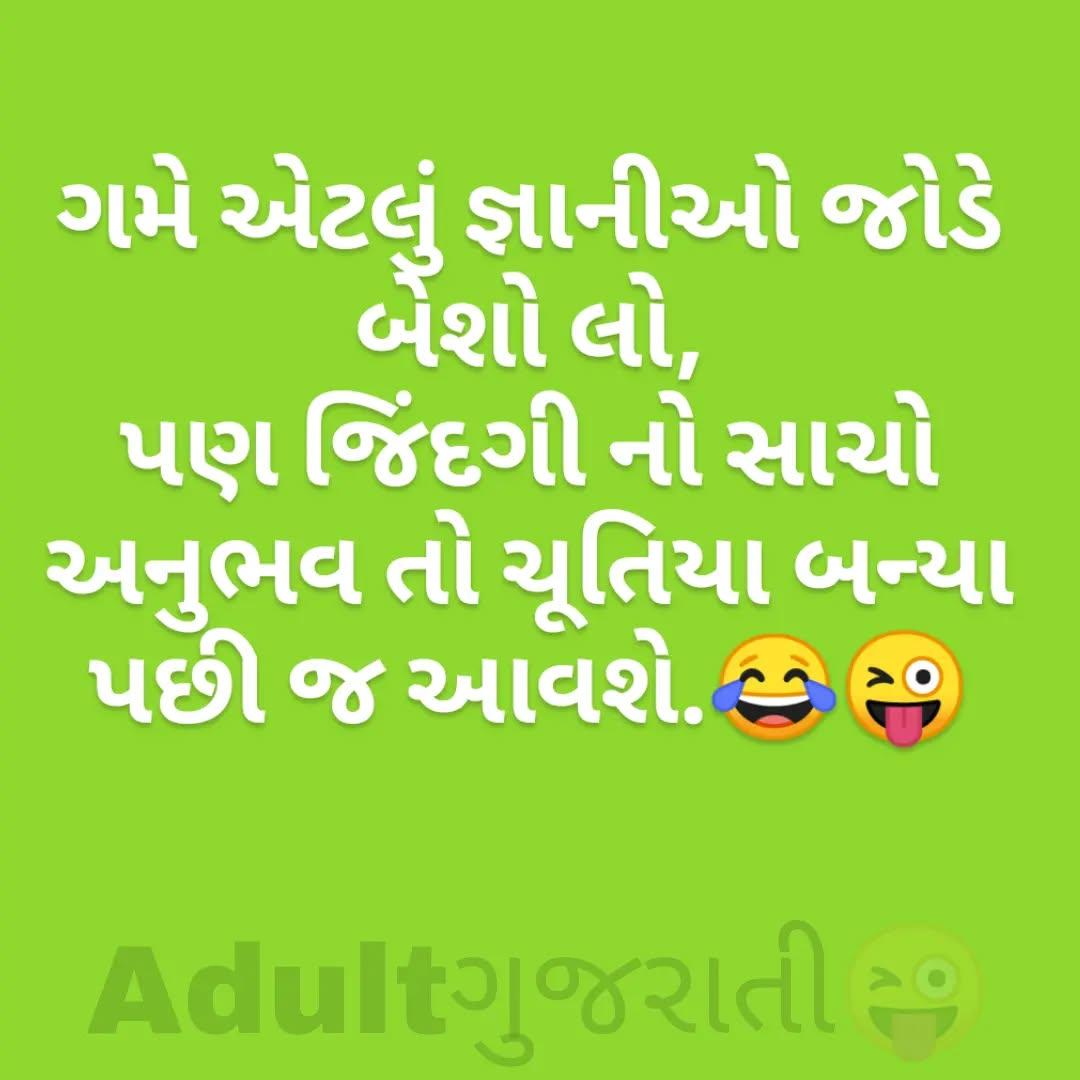 ગમે એટલું જ્ઞાનીઓ જોડે
બેશો લો,
પણ જિંદગી નો સાચો
અનુભવ તો ચૂતિયા બન્યા
પછી જ આવશે.😂😜
Adultગુજરાતી😜